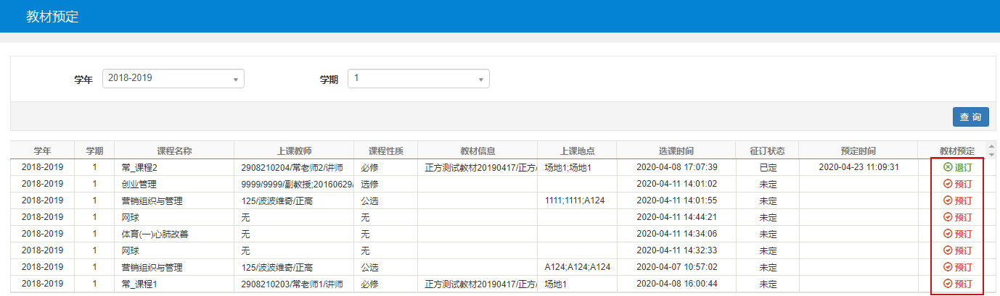 教材预定
学年 2018-2019 学期 1
查 询
学年 学期 课程名称 上课教师 课程性质 教材信息 上课地点 选课时间 征订状态 预定时间 教材预定
2018-2019 1 常_课程2 2908210204/常老师2/讲师 必修 正方测试教材20190417/正方/ 场地1;场地1 2020-04-08 17:07:39 已定 2020-04-23 11:09:31 退订
2018-2019 1 创业管理 9999/9999/副教授;20160629/ 选修 2020-04-11 14:01:02 未定 预订
2018-2019 1 营销组织与管理 125/波波维奇/正高 公选 1111;1111;A124 2020-04-11 14:01:55 未定 预订
2018-2019 1 网球 无 无 2020-04-11 14:44:21 未定 预订
2018-2019 1 体育(一)心肺改善 无 无 2020-04-11 14:34:06 未定 预订
2018-2019 1 网球 无 无 2020-04-11 14:32:33 未定 预订
2018-2019 1 营销组织与管理 125/波波维奇/正高 公选 A124;A124;A124 2020-04-07 10:57:02 未定 预订
2018-2019 1 常_课程1 2908210203/常老师1/讲师 必修 正方测试教材20190417/正方/ 场地1 2020-04-08 16:00:44 未定 预订